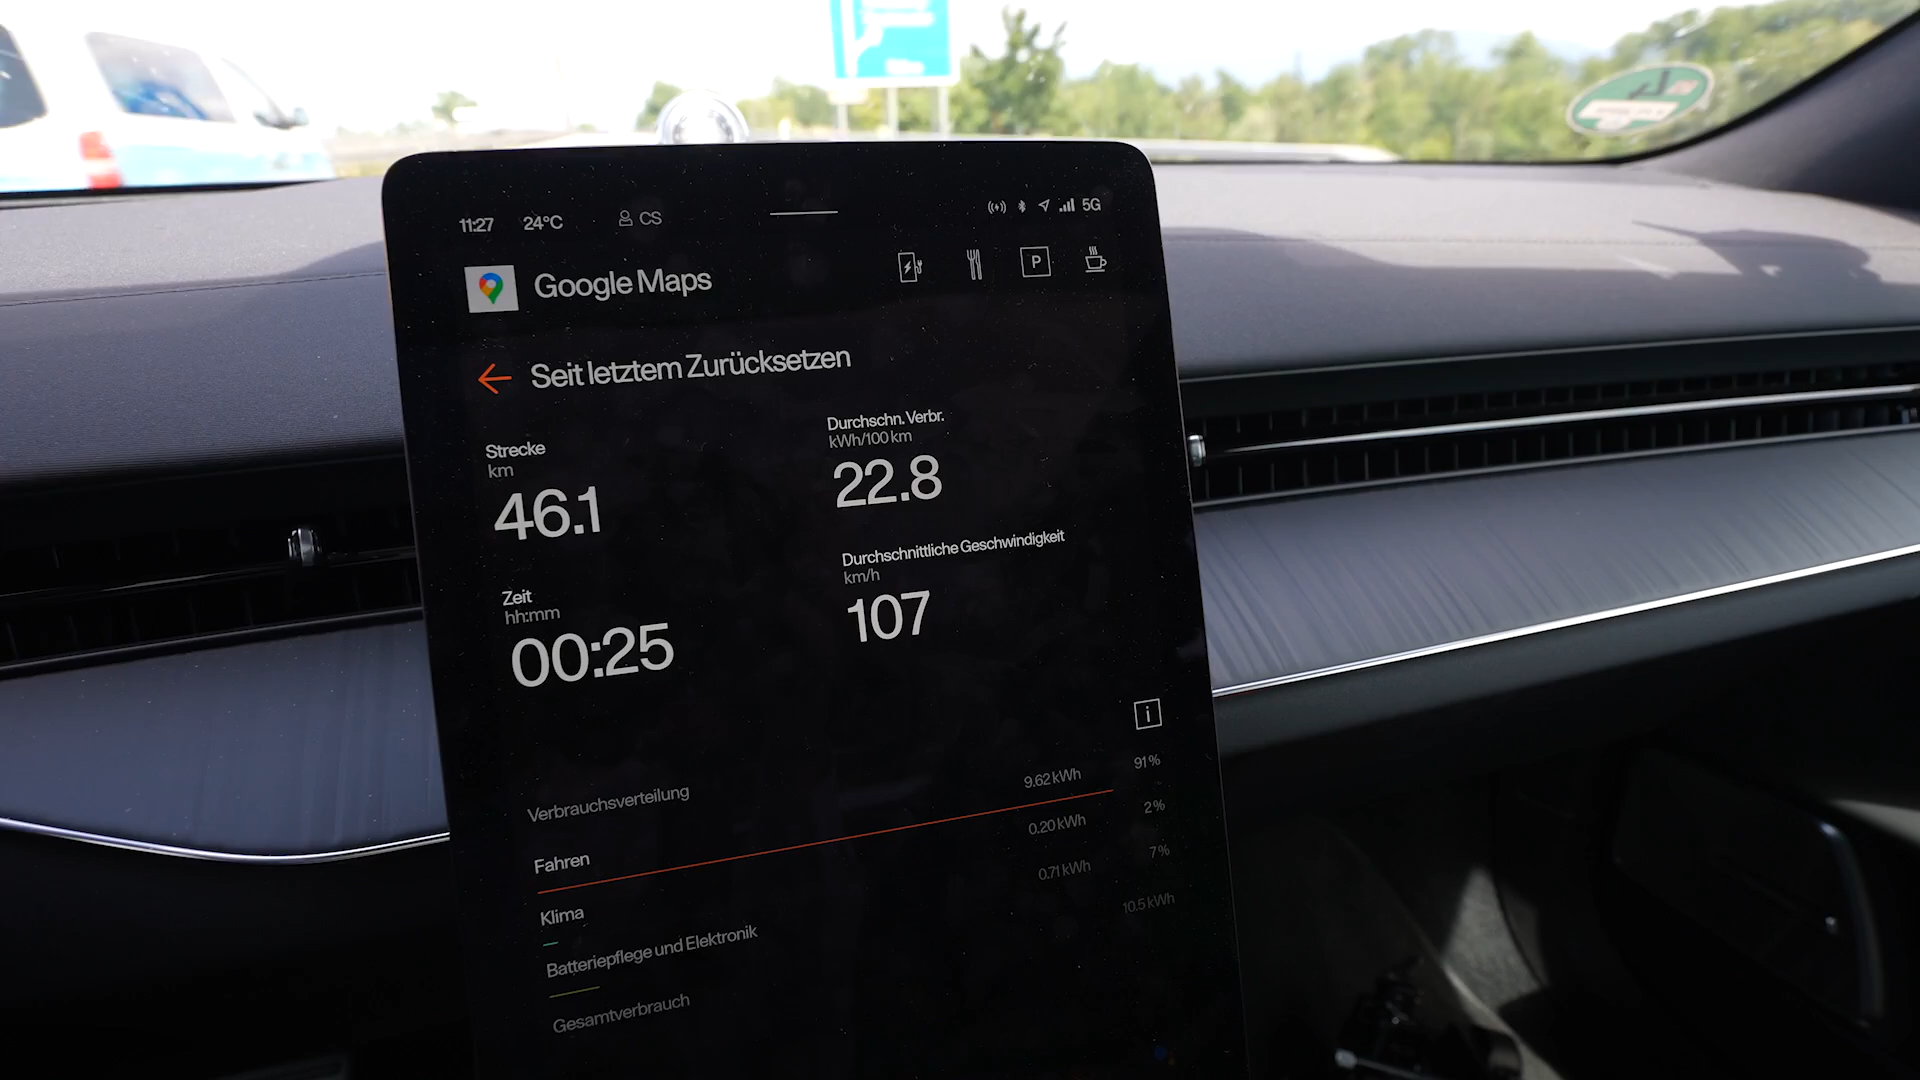 11:27 24°C CS 5G
Google Maps
P
Seit letztem Zurücksetzen
Strecke
km
46.1
Durchschn. Verbr.
kWh/100 km
22.8
Zeit
hh:mm
00:25
Durchschnittliche Geschwindigkeit
km/h
107
i
Verbrauchsverteilung
Fahren 9.62 kWh 91%
Klima 0.20 kWh 2%
Batteriepflege und Elektronik 0.71 kWh 7%
Gesamtverbrauch 10.5 kWh